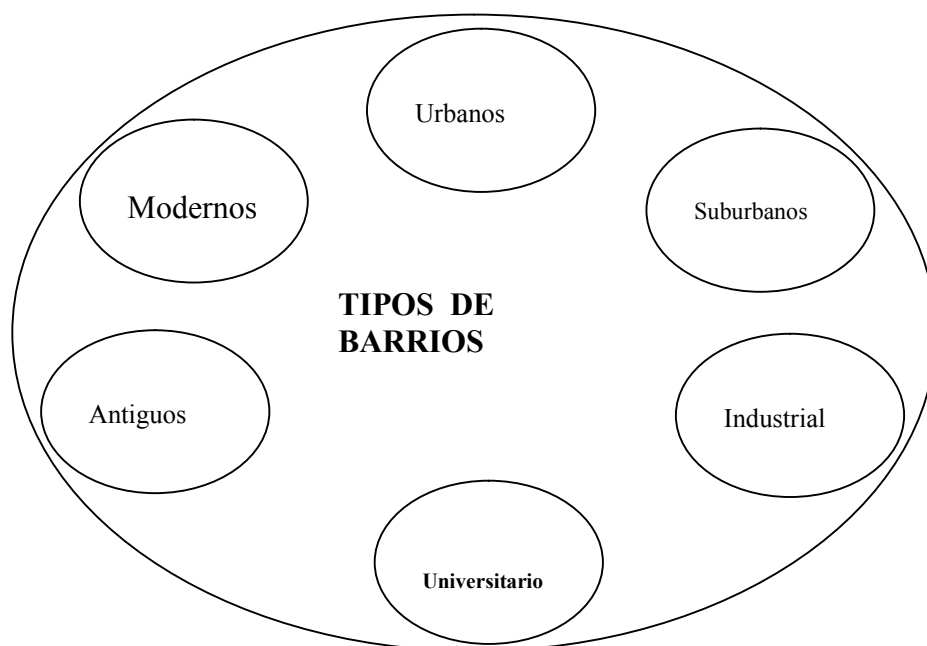 Urbanos
Modernos
Suburbanos
TIPOS DE
BARRIOS
Antiguos
Industrial
Universitario